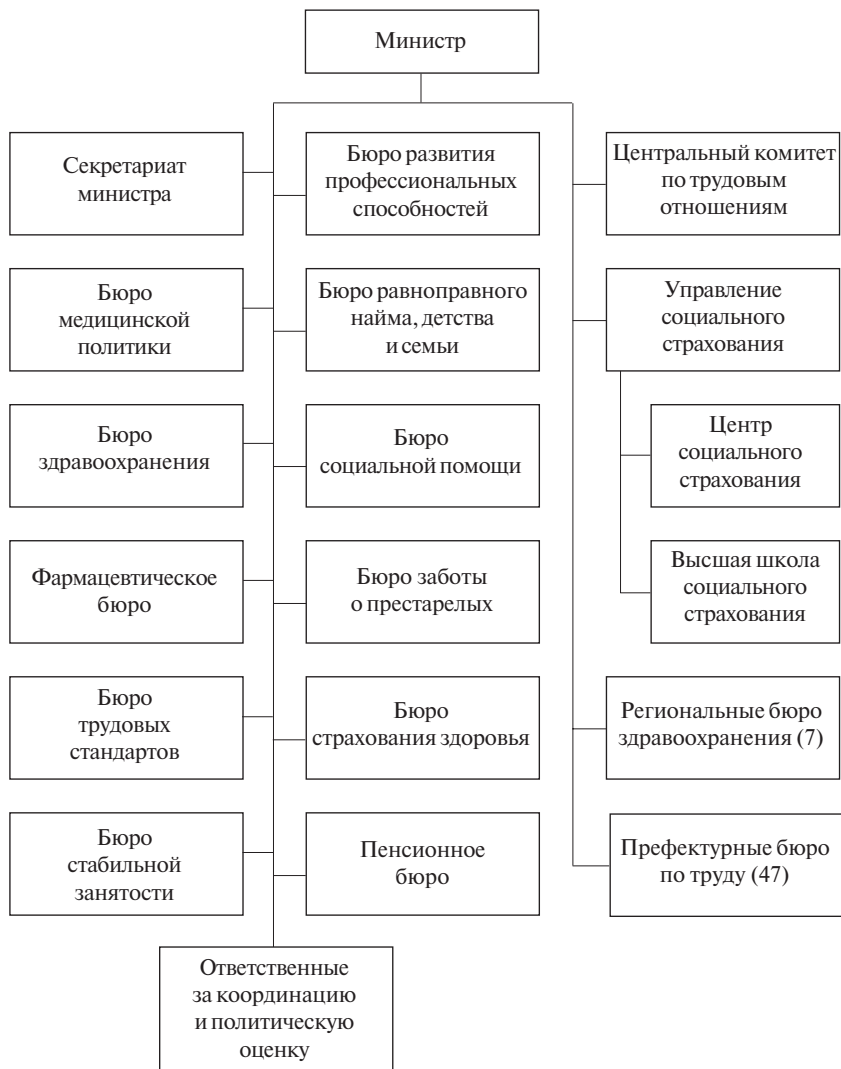 Министр
Секретариат
министра
Бюро развития
профессиональных
способностей
Центральный комитет
по трудовым
отношениям
Бюро
медицинской
политики
Бюро равноправного
найма, детства
и семьи
Управление
социального
страхования
Бюро
здравоохранения
Бюро
социальной помощи
Центр
социального
страхования
Фармацевтическое
бюро
Бюро заботы
о престарелых
Высшая школа
социального
страхования
Бюро
трудовых
стандартов
Бюро
страхования здоровья
Региональные бюро
здравоохранения (7)
Бюро
стабильной
занятости
Пенсионное
бюро
Префектурные бюро
по труду (47)
Ответственные
за координацию
и политическую
оценку